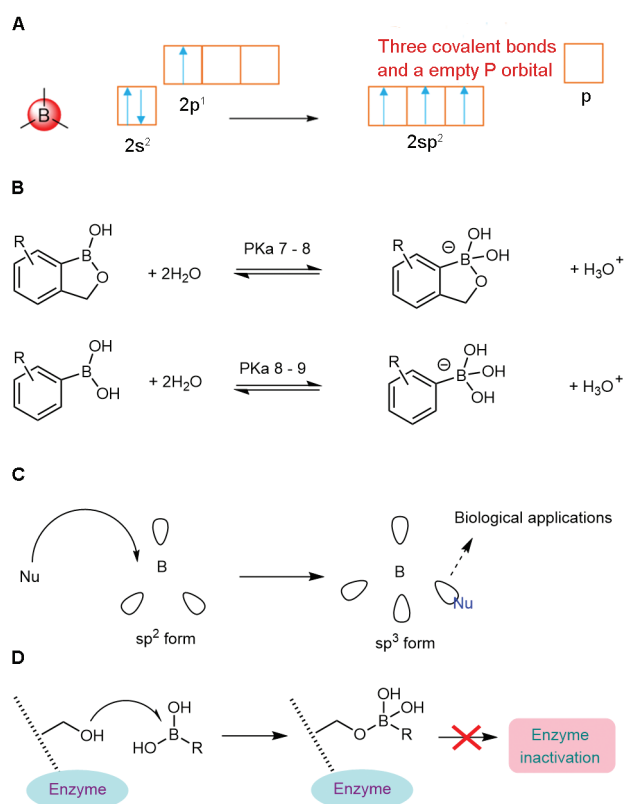 A
Three covalent bonds
and a empty P orbital
B
2s²
2p¹
2sp²
p
B
R
OH
B
O
+ 2H₂O
PKa 7 - 8
R
⊖
OH
B
OH
O
+ H₃O⁺
R
OH
B
OH
+ 2H₂O
PKa 8 - 9
R
⊖
OH
B
OH
OH
+ H₃O⁺
C
Nu
B
sp² form
Biological applications
B
Nu
sp³ form
D
OH
OH
HO
B
R
Enzyme
OH
OH
O
B
R
Enzyme
Enzyme
inactivation